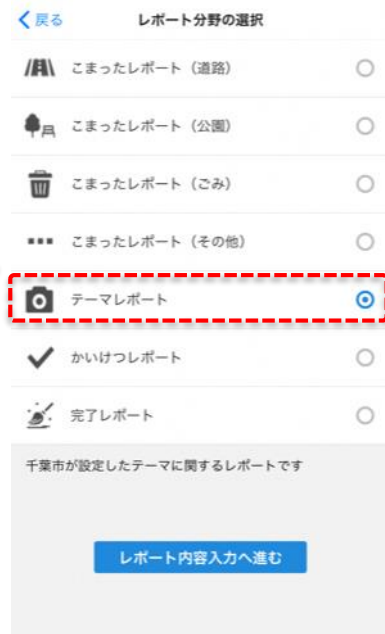 戻る レポート分野の選択
こまったレポート（道路）
こまったレポート（公園）
こまったレポート（ごみ）
こまったレポート（その他）
テーマレポート
かいけつレポート
完了レポート
千葉市が設定したテーマに関するレポートです
レポート内容入力へ進む